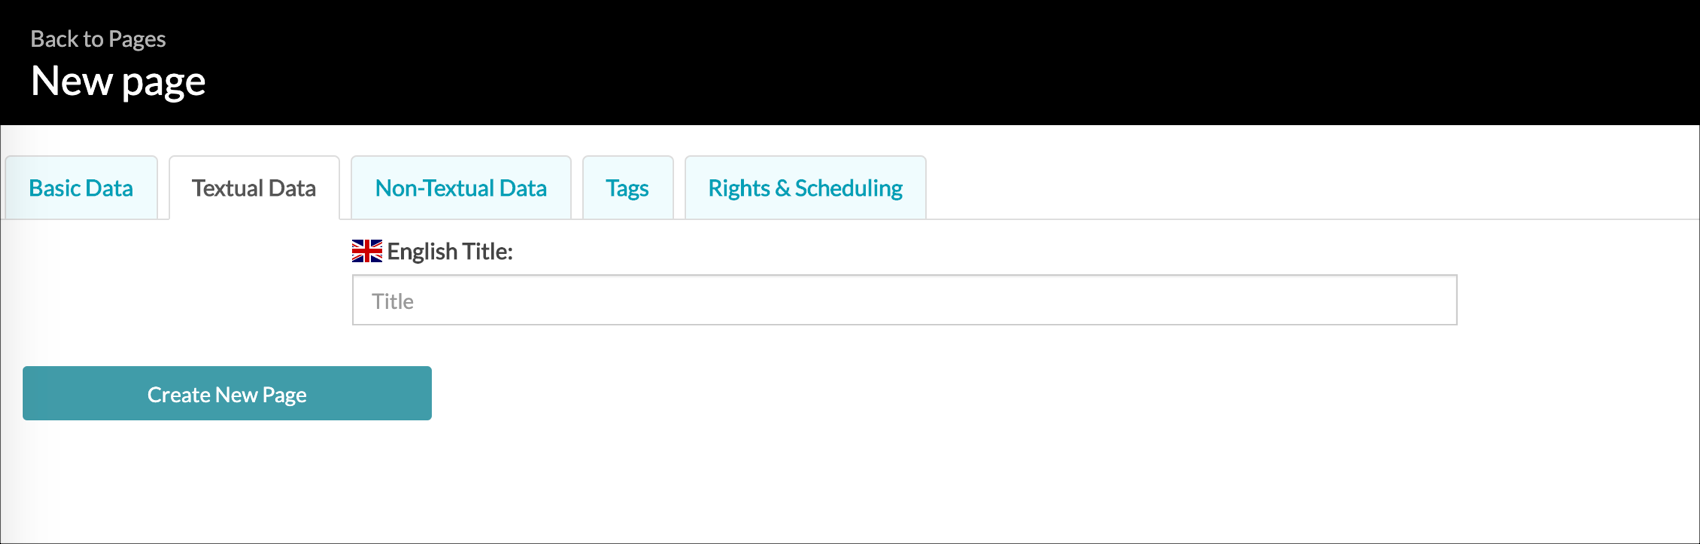 Back to Pages
New page
Basic Data
Textual Data
Non-Textual Data
Tags
Rights & Scheduling
English Title:
Title
Create New Page